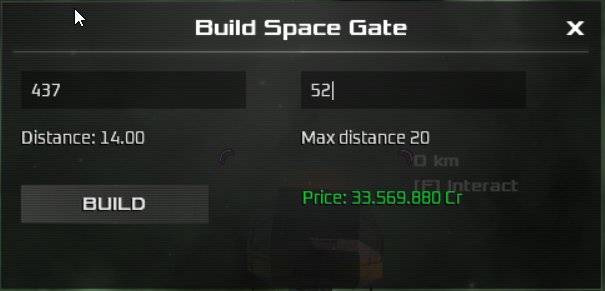 Build Space Gate X
437 52
Distance: 14.00 Max distance 20
0 km
[F] Interact
BUILD Price: 33.569.880 Cr